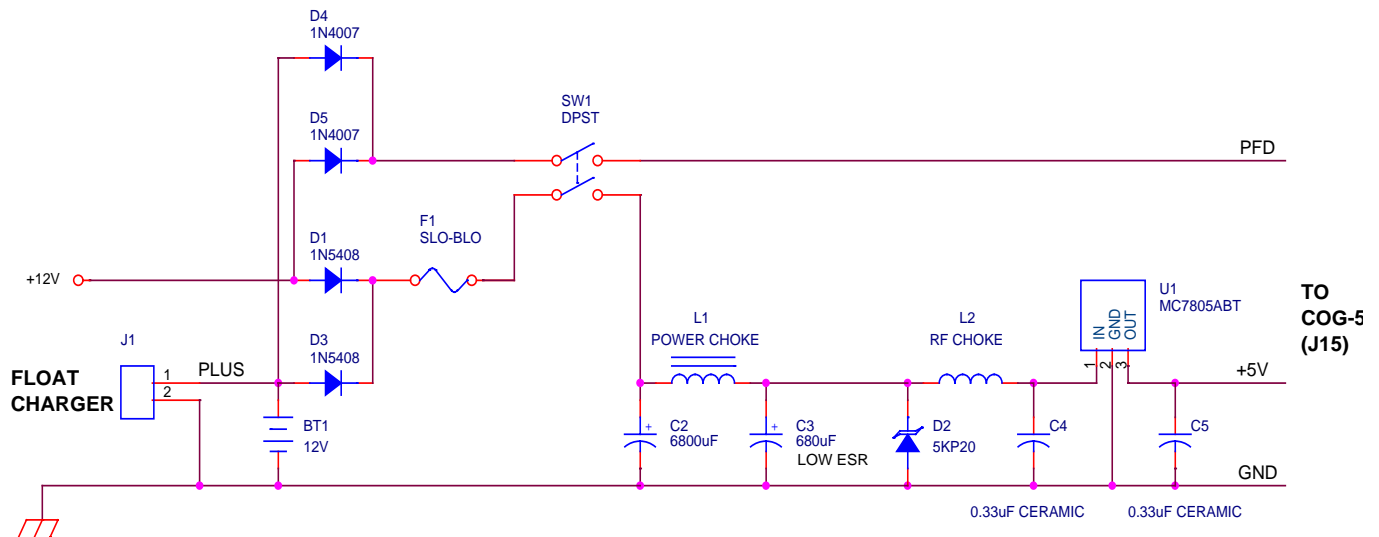 D4
1N4007
D5
1N4007
SW1
DPST
PFD
F1
SLO-BLO
D1
1N5408
+12V
D3
1N5408
J1
1
2
PLUS
FLOAT
CHARGER
BT1
12V
L1
POWER CHOKE
L2
RF CHOKE
U1
MC7805ABT
IN
GND
OUT
1
2
3
TO
COG-5
(J15)
+5V
C2
6800uF
+
C3
680uF
LOW ESR
+
D2
5KP20
C4
C5
GND
0.33uF CERAMIC
0.33uF CERAMIC